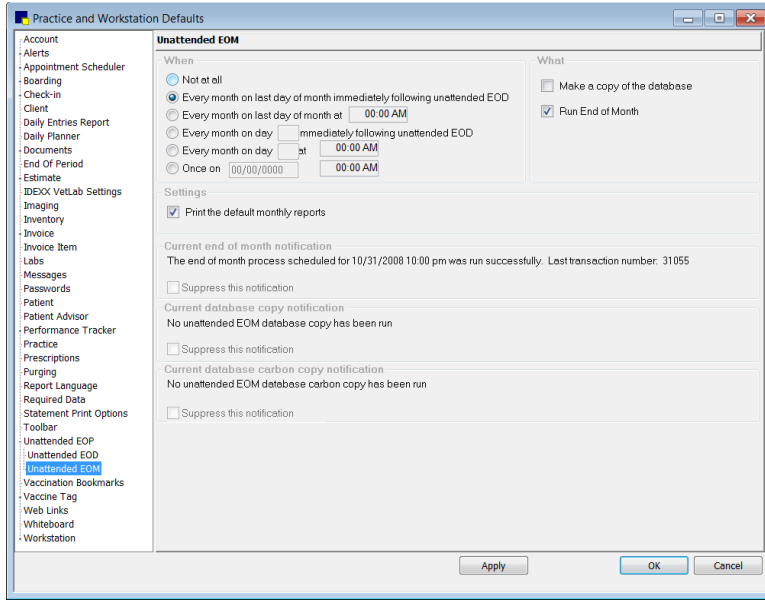 Practice and Workstation Defaults
Account
Alerts
Appointment Scheduler
Boarding
Check-in
Client
Daily Entries Report
Daily Planner
Documents
End Of Period
Estimate
IDEXX VetLab Settings
Imaging
Inventory
Invoice
Invoice Item
Labs
Messages
Passwords
Patient
Patient Advisor
Performance Tracker
Practice
Prescriptions
Purging
Report Language
Required Data
Statement Print Options
Toolbar
Unattended EOP
Unattended EOD
Unattended EOM
Vaccination Bookmarks
Vaccine Tag
Web Links
Whiteboard
Workstation
Unattended EOM
When
Not at all
Every month on last day of month immediately following unattended EOD
Every month on last day of month at 00:00 AM
Every month on day mmediately following unattended EOD
Every month on day at 00:00 AM
Once on 00/00/0000 00:00 AM
What
Make a copy of the database
Run End of Month
Settings
Print the default monthly reports
Current end of month notification
The end of month process scheduled for 10/31/2008 10:00 pm was run successfully. Last transaction number: 31055
Suppress this notification
Current database copy notification
No unattended EOM database copy has been run
Suppress this notification
Current database carbon copy notification
No unattended EOM database carbon copy has been run
Suppress this notification
Apply OK Cancel